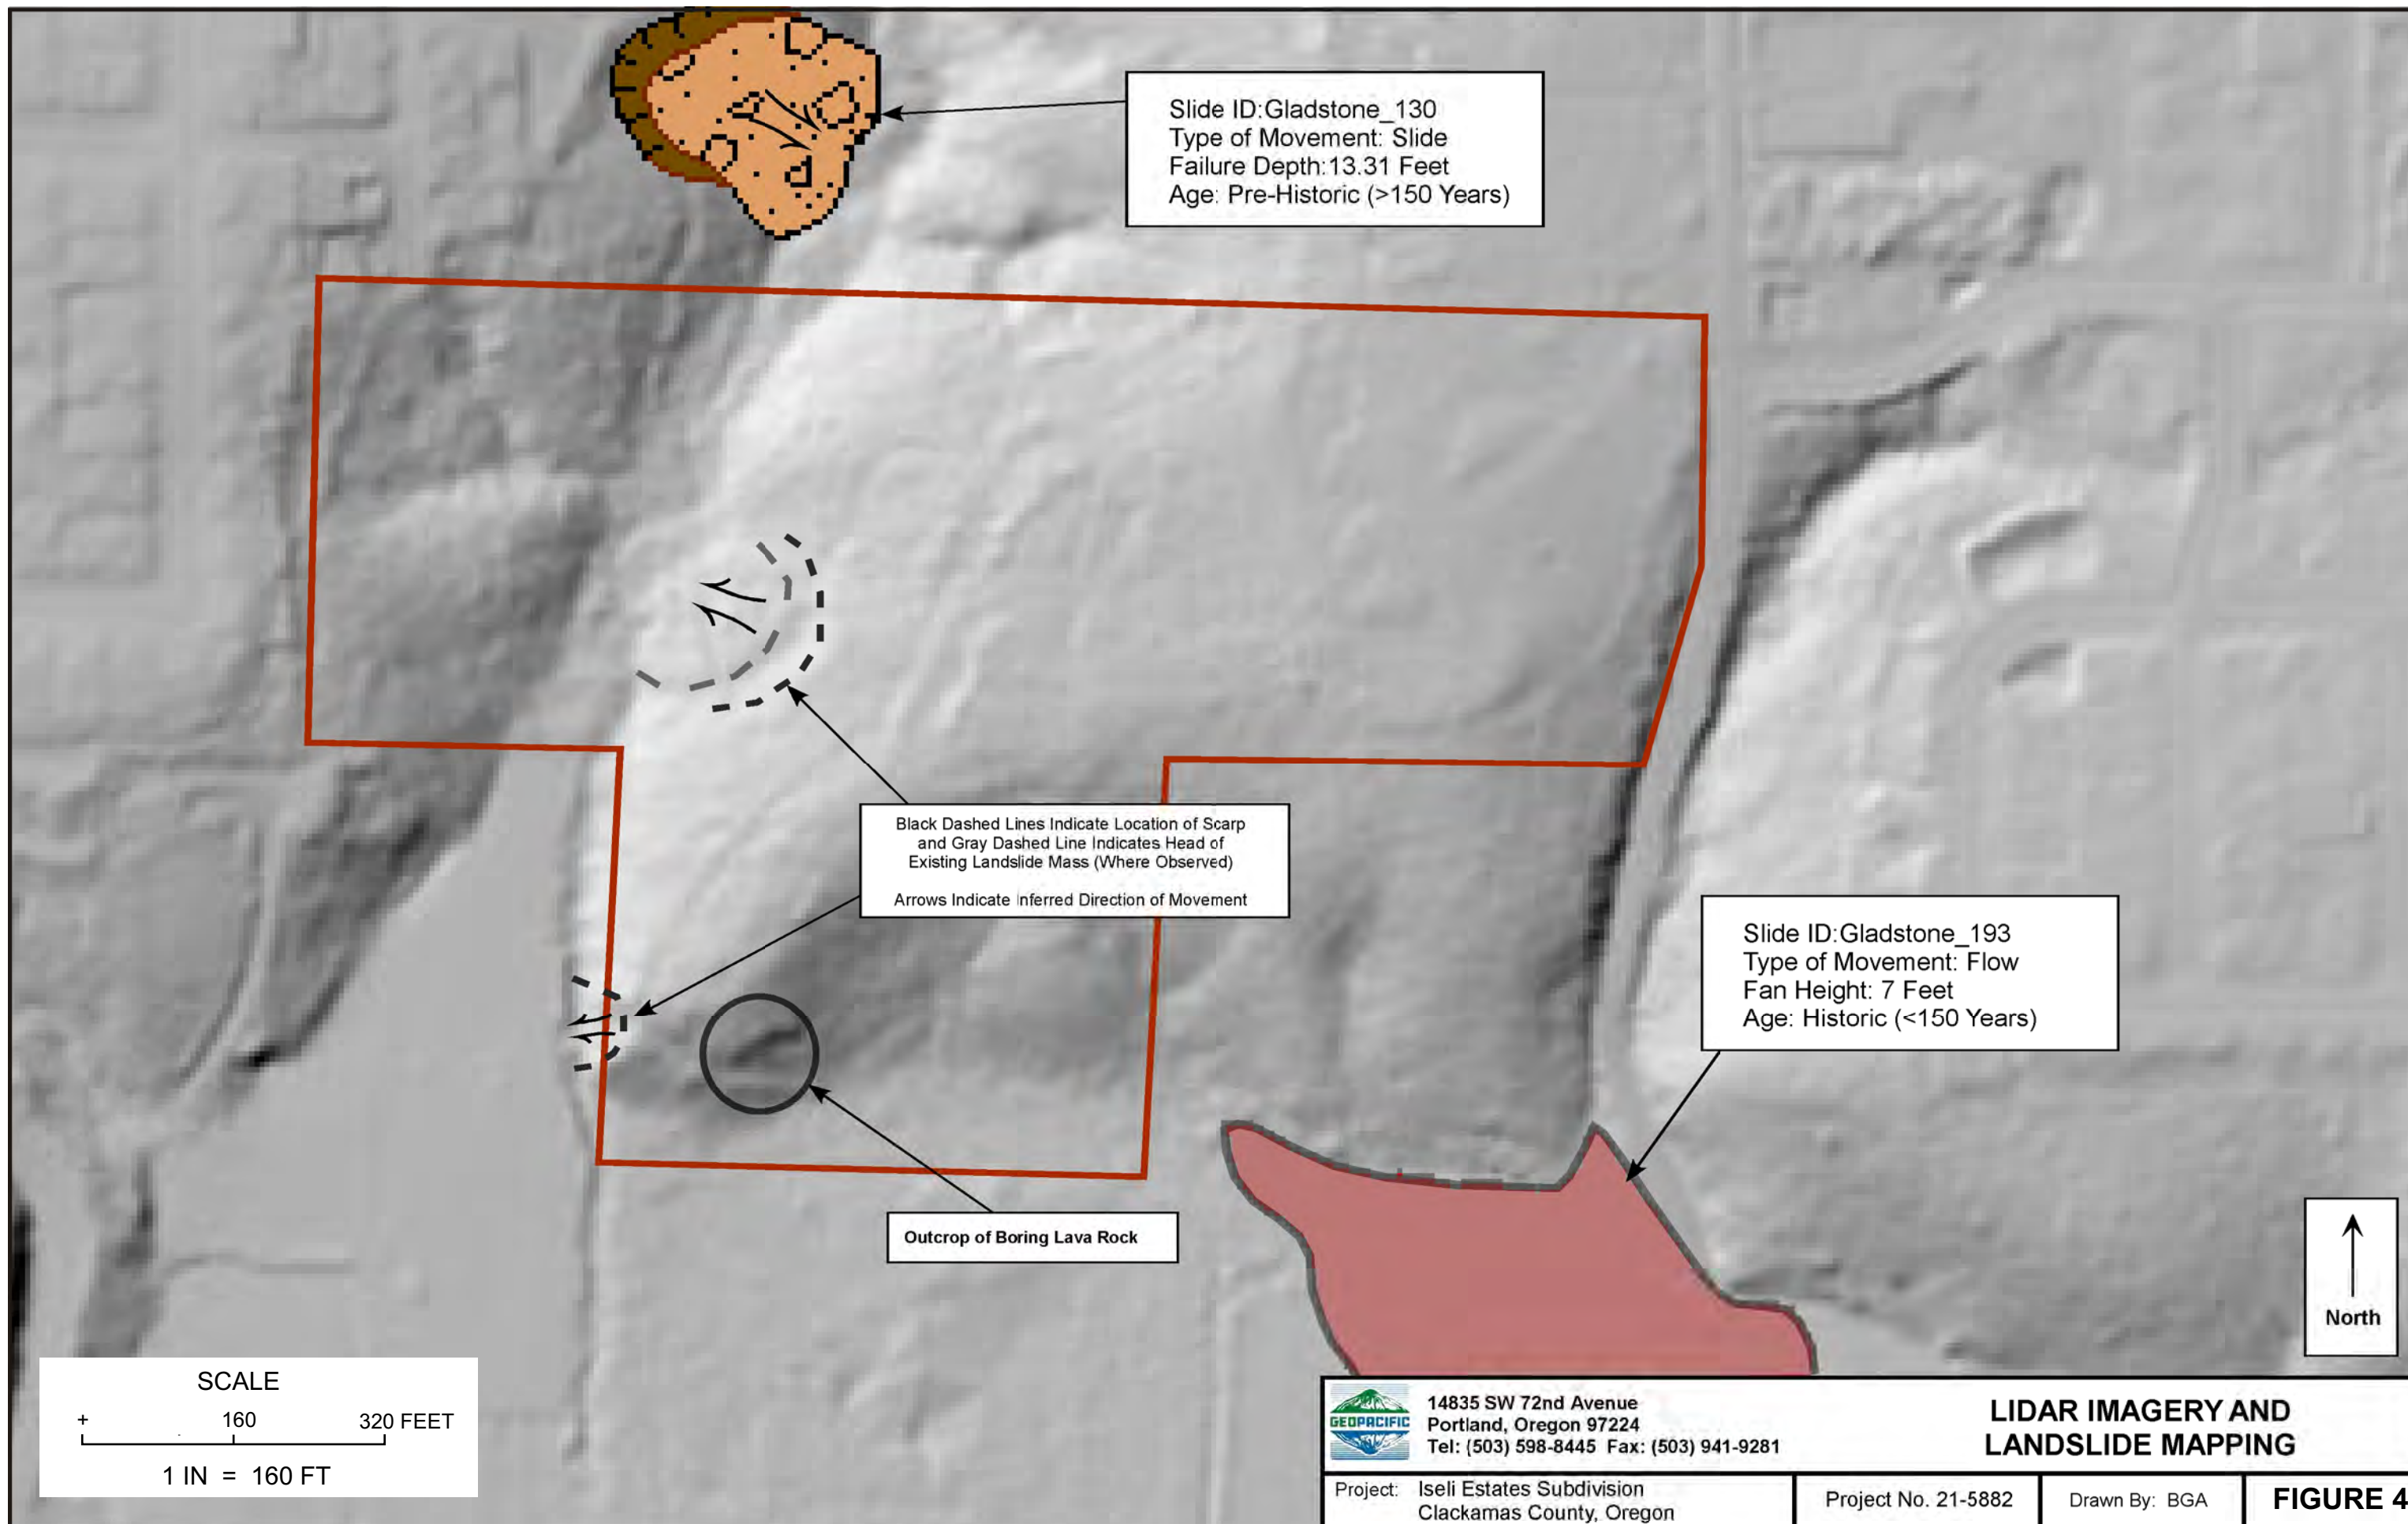 Slide ID:Gladstone_130
Type of Movement: Slide
Failure Depth:13.31 Feet
Age: Pre-Historic (>150 Years)
Black Dashed Lines Indicate Location of Scarp
and Gray Dashed Line Indicates Head of
Existing Landslide Mass (Where Observed)
Arrows Indicate Inferred Direction of Movement
Slide ID:Gladstone_193
Type of Movement: Flow
Fan Height: 7 Feet
Age: Historic (<150 Years)
Outcrop of Boring Lava Rock
North
SCALE
+ 160 320 FEET
1 IN = 160 FT
GEOPACIFIC
14835 SW 72nd Avenue
Portland, Oregon 97224
Tel: (503) 598-8445 Fax: (503) 941-9281
LIDAR IMAGERY AND
LANDSLIDE MAPPING
Project: Iseli Estates Subdivision
Clackamas County, Oregon
Project No. 21-5882
Drawn By: BGA
FIGURE 4